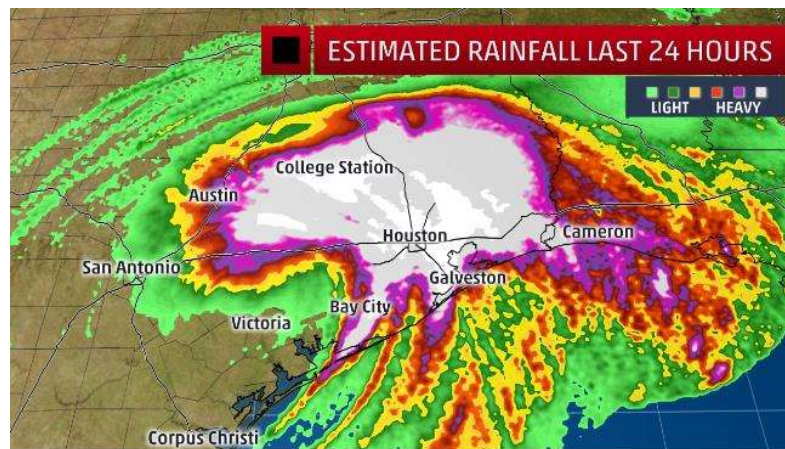 ESTIMATED RAINFALL LAST 24 HOURS
LIGHT HEAVY
College Station
Austin
Houston
Cameron
San Antonio
Galveston
Bay City
Victoria
Corpus Christi